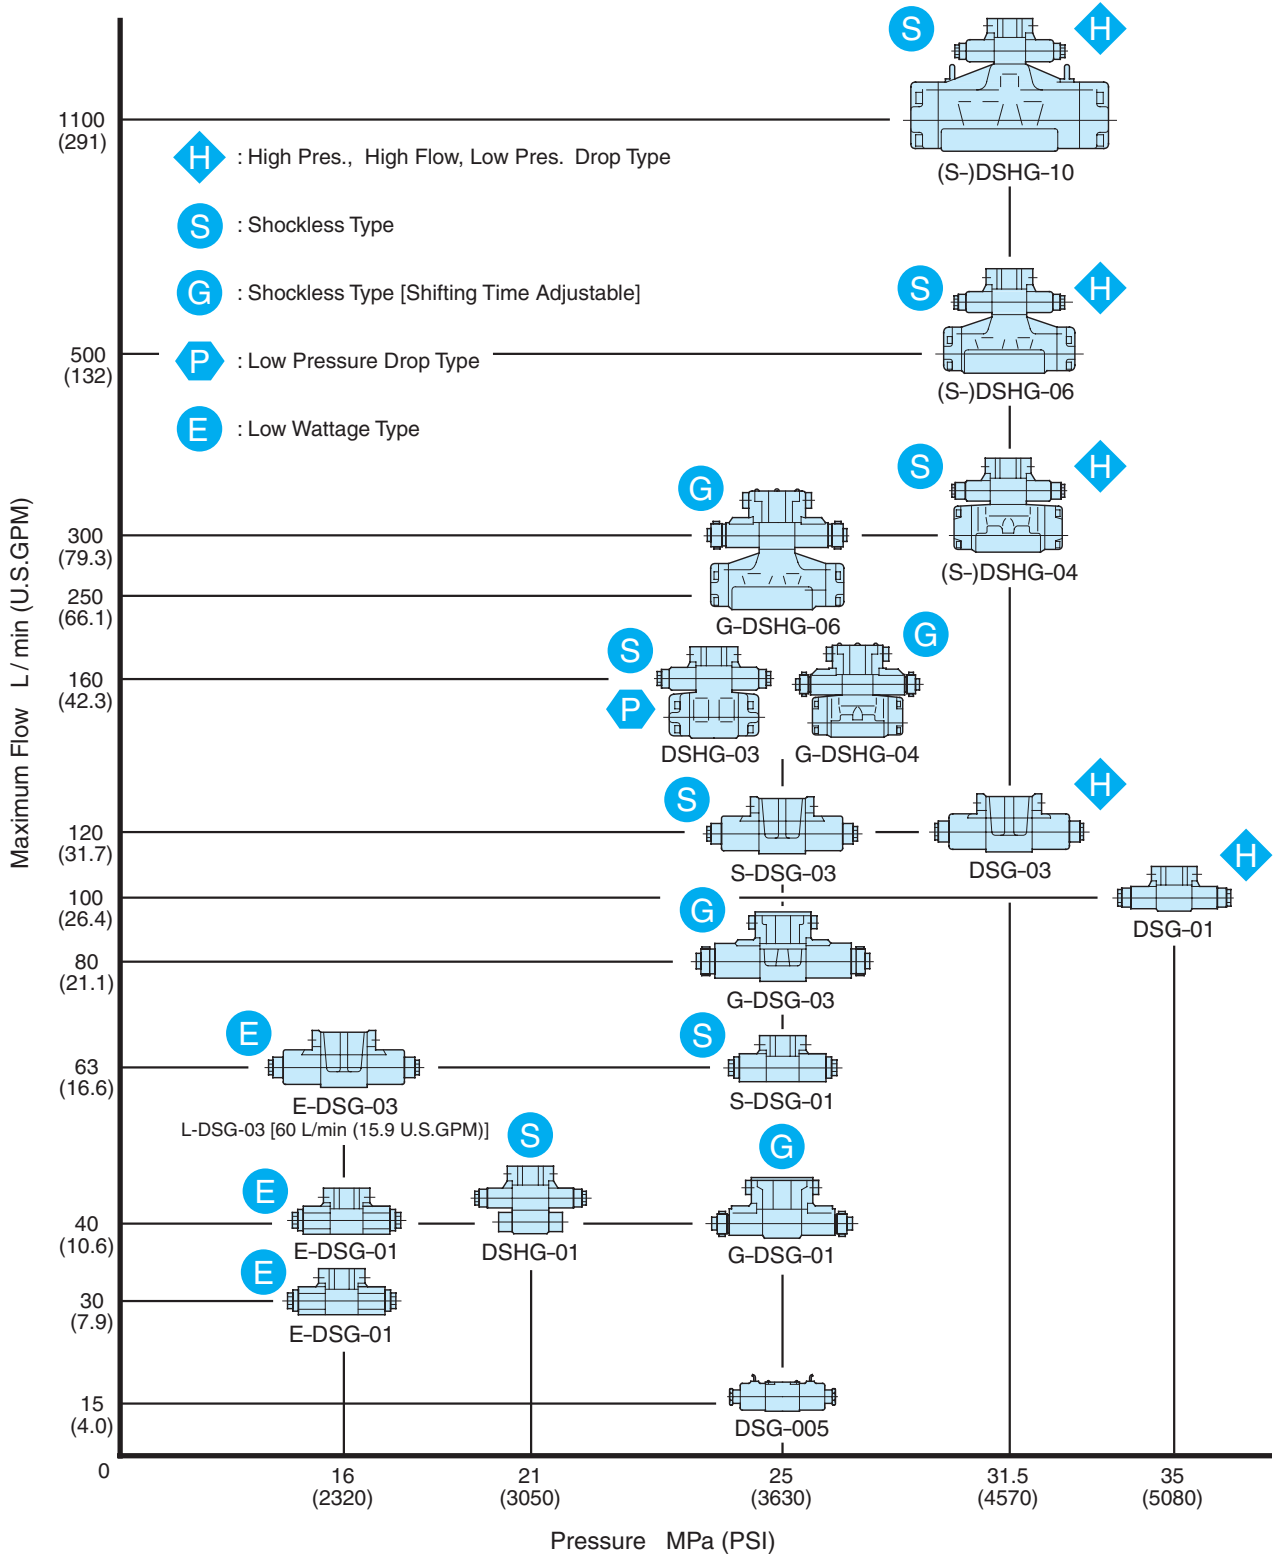 S
H
1100
(291)
H : High Pres., High Flow, Low Pres. Drop Type
(S-)DSHG-10
S : Shockless Type
G : Shockless Type [Shifting Time Adjustable]
S
H
500
(132)
P : Low Pressure Drop Type
(S-)DSHG-06
E : Low Wattage Type
S
H
G
Maximum Flow L / min (U.S.GPM)
300
(79.3)
(S-)DSHG-04
250
(66.1)
G-DSHG-06
S
G
160
(42.3)
P
DSHG-03
G-DSHG-04
S
H
120
(31.7)
S-DSG-03
DSG-03
H
100
(26.4)
G
DSG-01
80
(21.1)
G-DSG-03
E
S
63
(16.6)
E-DSG-03
S-DSG-01
L-DSG-03 [60 L/min (15.9 U.S.GPM)]
S
G
E
40
(10.6)
E-DSG-01
DSHG-01
G-DSG-01
E
30
(7.9)
E-DSG-01
15
(4.0)
DSG-005
0
16
(2320)
21
(3050)
25
(3630)
31.5
(4570)
35
(5080)
Pressure MPa (PSI)